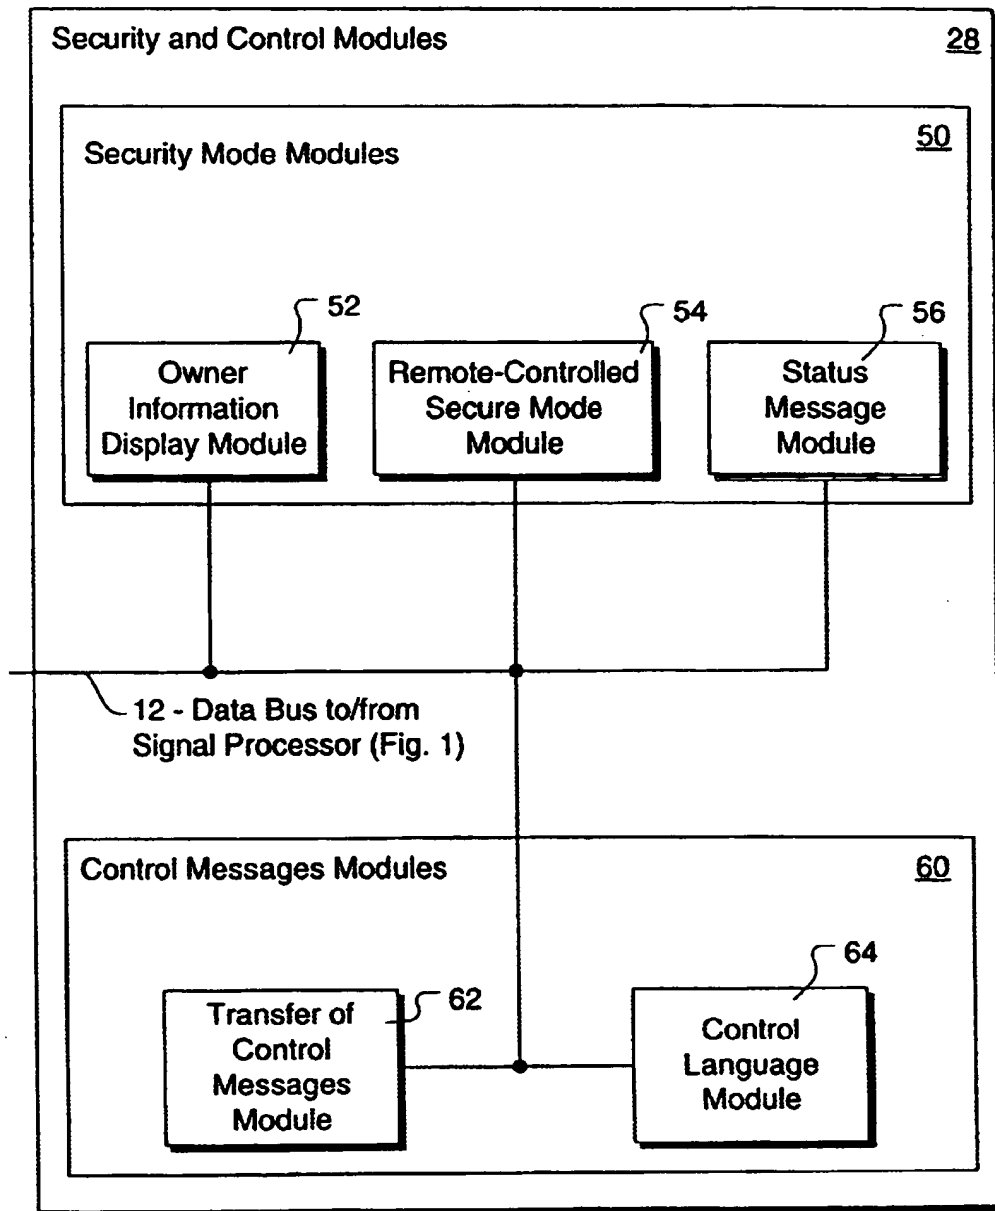 Security and Control Modules 28
Security Mode Modules 50
52
Owner
Information
Display Module
54
Remote-Controlled
Secure Mode
Module
56
Status
Message
Module
12 - Data Bus to/from
Signal Processor (Fig. 1)
Control Messages Modules 60
62
Transfer of
Control
Messages
Module
64
Control
Language
Module